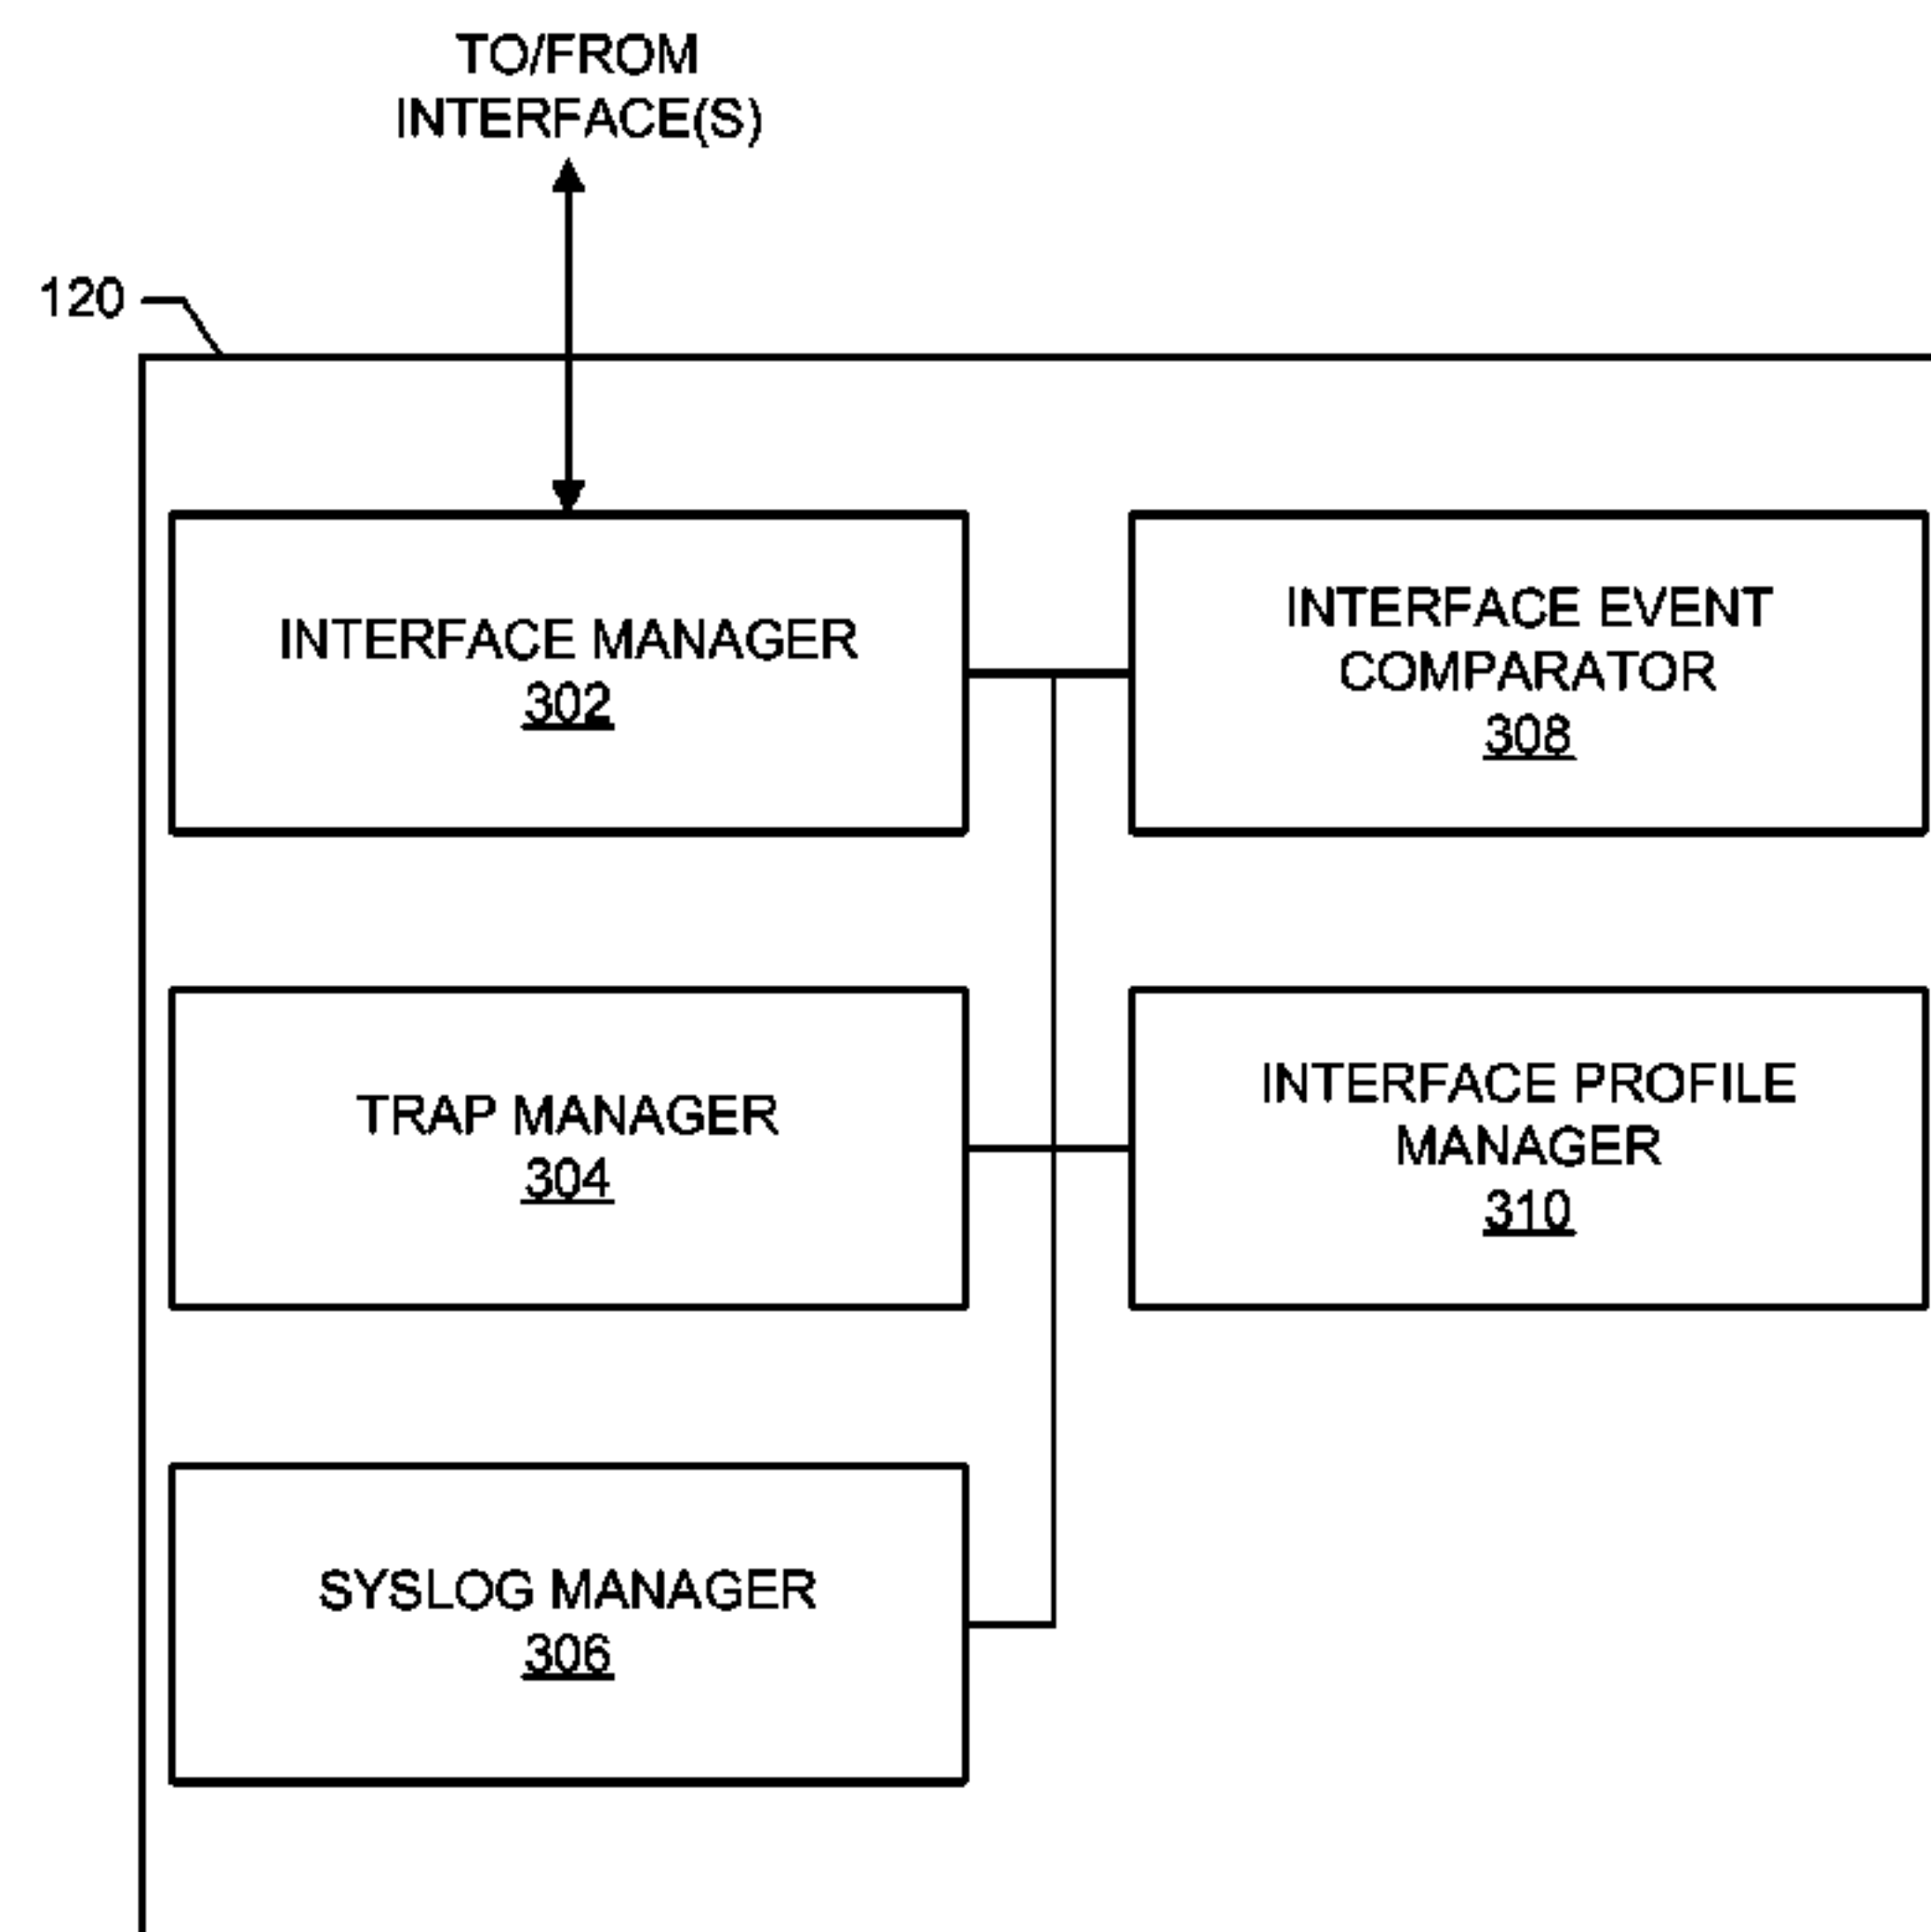 TO/FROM
INTERFACE(S)
120
INTERFACE MANAGER
302
INTERFACE EVENT
COMPARATOR
308
TRAP MANAGER
304
INTERFACE PROFILE
MANAGER
310
SYSLOG MANAGER
306